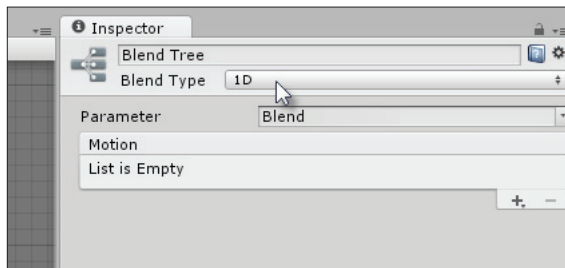 Inspector
Blend Tree
Blend Type 1D
Parameter Blend
Motion
List is Empty